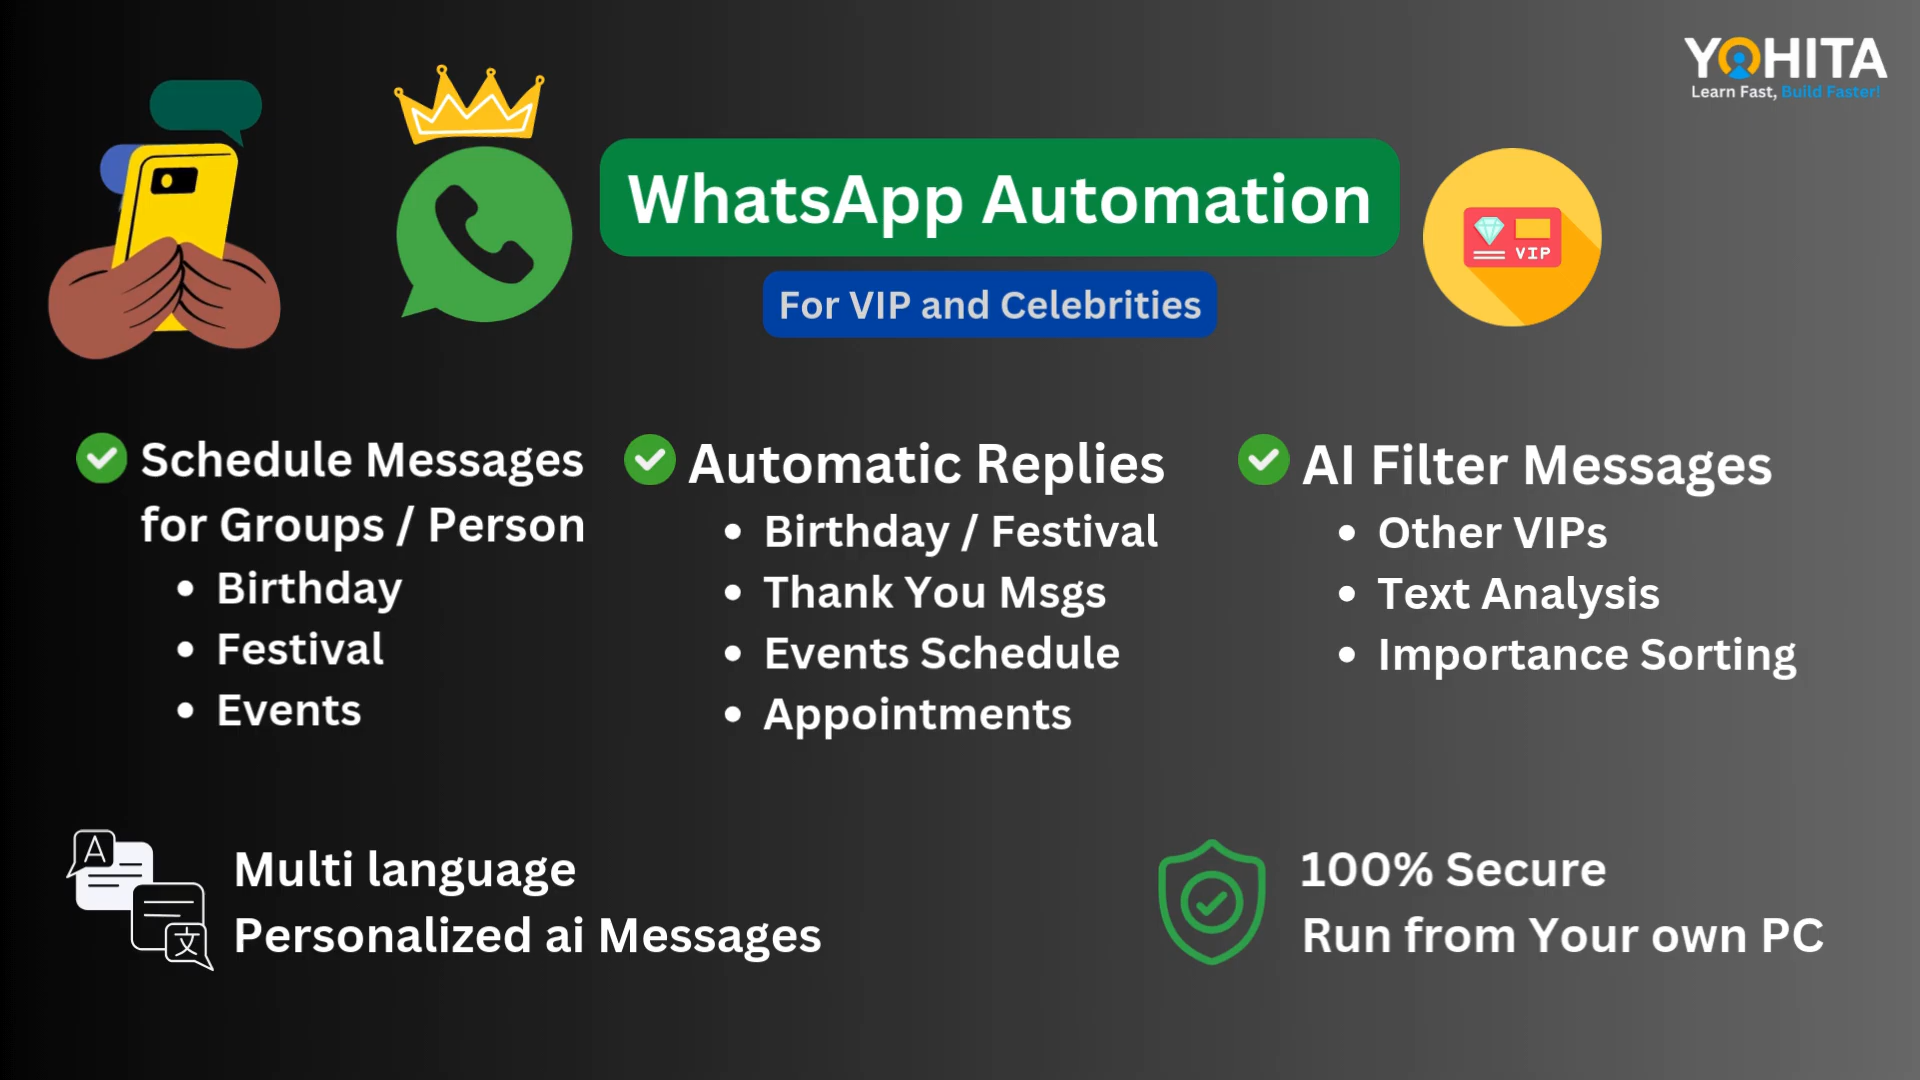 YOHITA
Learn Fast, Build Faster!
WhatsApp Automation
For VIP and Celebrities
VIP
Schedule Messages
for Groups / Person
• Birthday
• Festival
• Events
Automatic Replies
• Birthday / Festival
• Thank You Msgs
• Events Schedule
• Appointments
AI Filter Messages
• Other VIPs
• Text Analysis
• Importance Sorting
A
文
Multi language
Personalized ai Messages
100% Secure
Run from Your own PC